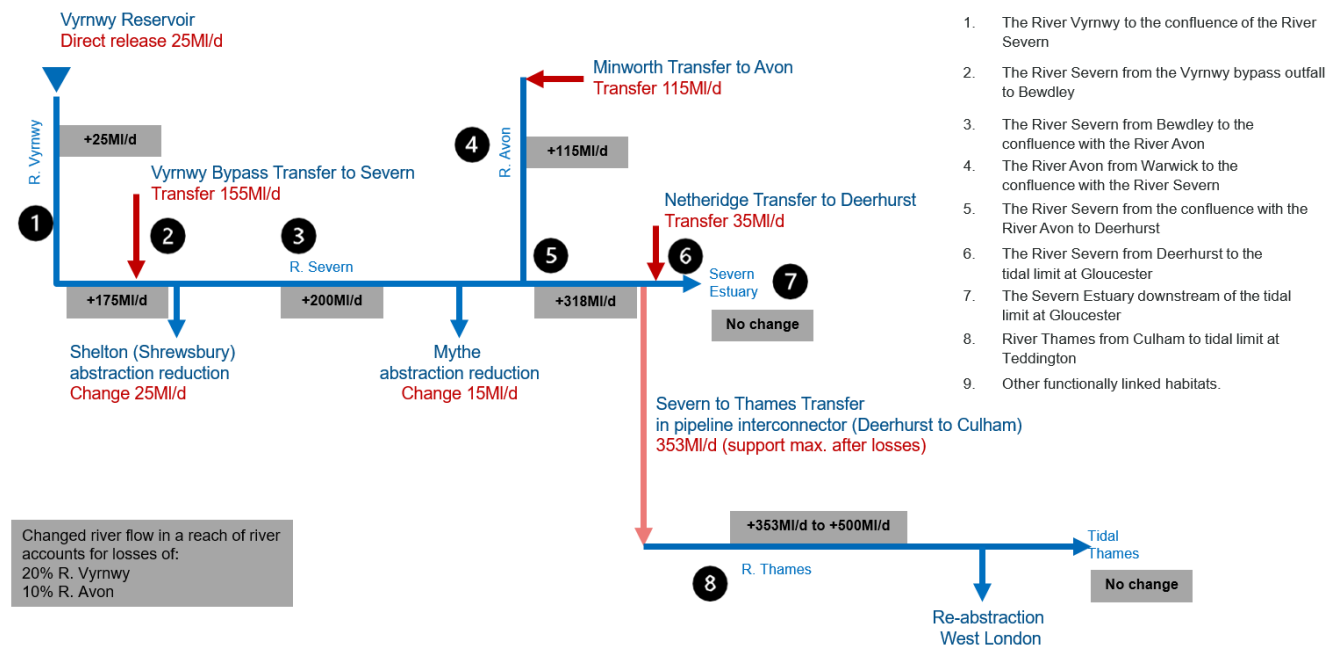 Vyrnwy Reservoir
Direct release 25Ml/d
R. Vyrnwy
+25Ml/d
1
Vyrnwy Bypass Transfer to Severn
Transfer 155Ml/d
2
3
R. Severn
+175Ml/d
+200Ml/d
Shelton (Shrewsbury)
abstraction reduction
Change 25Ml/d
Mythe
abstraction reduction
Change 15Ml/d
Minworth Transfer to Avon
Transfer 115Ml/d
4
R. Avon
+115Ml/d
Netheridge Transfer to Deerhurst
Transfer 35Ml/d
5
6
+318Ml/d
Severn
Estuary
7
No change
Severn to Thames Transfer
in pipeline interconnector (Deerhurst to Culham)
353Ml/d (support max. after losses)
+353Ml/d to +500Ml/d
8
R. Thames
Tidal
Thames
No change
Re-abstraction
West London
Changed river flow in a reach of river
accounts for losses of:
20% R. Vyrnwy
10% R. Avon
1. The River Vyrnwy to the confluence of the River
Severn
2. The River Severn from the Vyrnwy bypass outfall
to Bewdley
3. The River Severn from Bewdley to the
confluence with the River Avon
4. The River Avon from Warwick to the
confluence with the River Severn
5. The River Severn from the confluence with the
River Avon to Deerhurst
6. The River Severn from Deerhurst to the
tidal limit at Gloucester
7. The Severn Estuary downstream of the tidal
limit at Gloucester
8. River Thames from Culham to tidal limit at
Teddington
9. Other functionally linked habitats.